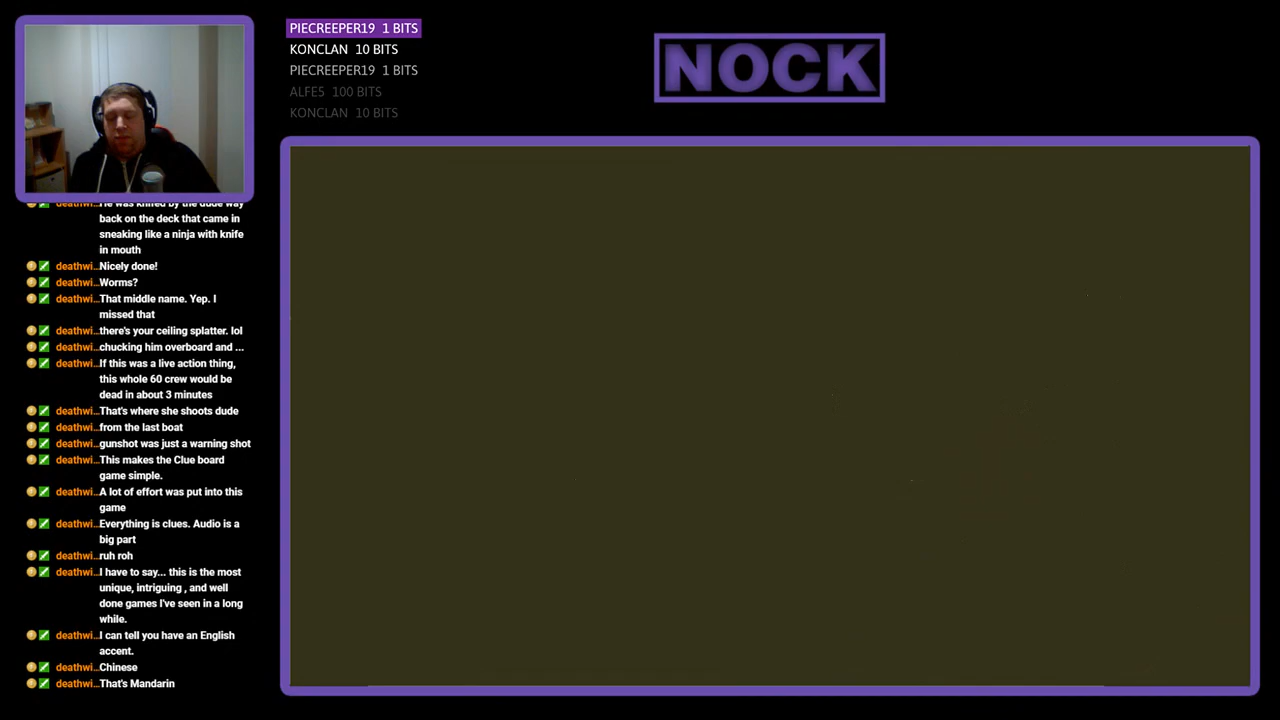 PIECREEPER19 1 BITS
KONCLAN 10 BITS
PIECREEPER19 1 BITS
ALFE5 100 BITS
KONCLAN 10 BITS
NOCK
He was knifed by the dude way
back on the deck that came in
sneaking like a ninja with knife
in mouth
deathwi... Nicely done!
deathwi... Worms?
deathwi... That middle name. Yep. I
missed that
deathwi... there's your ceiling splatter. lol
deathwi... chucking him overboard and ...
deathwi... If this was a live action thing,
this whole 60 crew would be
dead in about 3 minutes
deathwi... That's where she shoots dude
deathwi... from the last boat
deathwi... gunshot was just a warning shot
deathwi... This makes the Clue board
game simple.
deathwi... A lot of effort was put into this
game
deathwi... Everything is clues. Audio is a
big part
deathwi... ruh roh
deathwi... I have to say... this is the most
unique, intriguing , and well
done games I've seen in a long
while.
deathwi... I can tell you have an English
accent.
deathwi... Chinese
deathwi... That's Mandarin